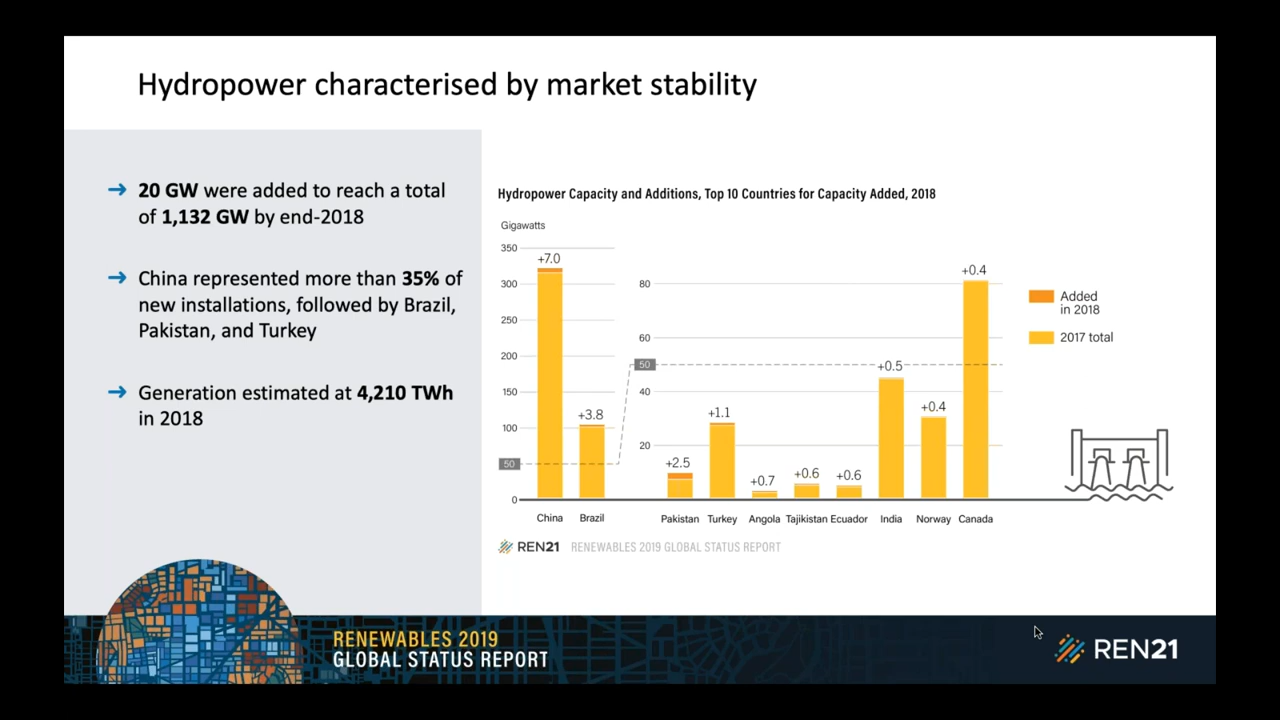 Hydropower characterised by market stability
➔ 20 GW were added to reach a total
of 1,132 GW by end-2018
➔ China represented more than 35% of
new installations, followed by Brazil,
Pakistan, and Turkey
➔ Generation estimated at 4,210 TWh
in 2018
Hydropower Capacity and Additions, Top 10 Countries for Capacity Added, 2018
Gigawatts
350
300
250
200
150
100
50
0
+7.0
+3.8
80
60
50
40
20
+2.5
+1.1
+0.7
+0.6
+0.6
+0.5
+0.4
+0.4
China
Brazil
Pakistan
Turkey
Angola
Tajikistan
Ecuador
India
Norway
Canada
Added
in 2018
2017 total
REN21 RENEWABLES 2019 GLOBAL STATUS REPORT
RENEWABLES 2019
GLOBAL STATUS REPORT
REN21